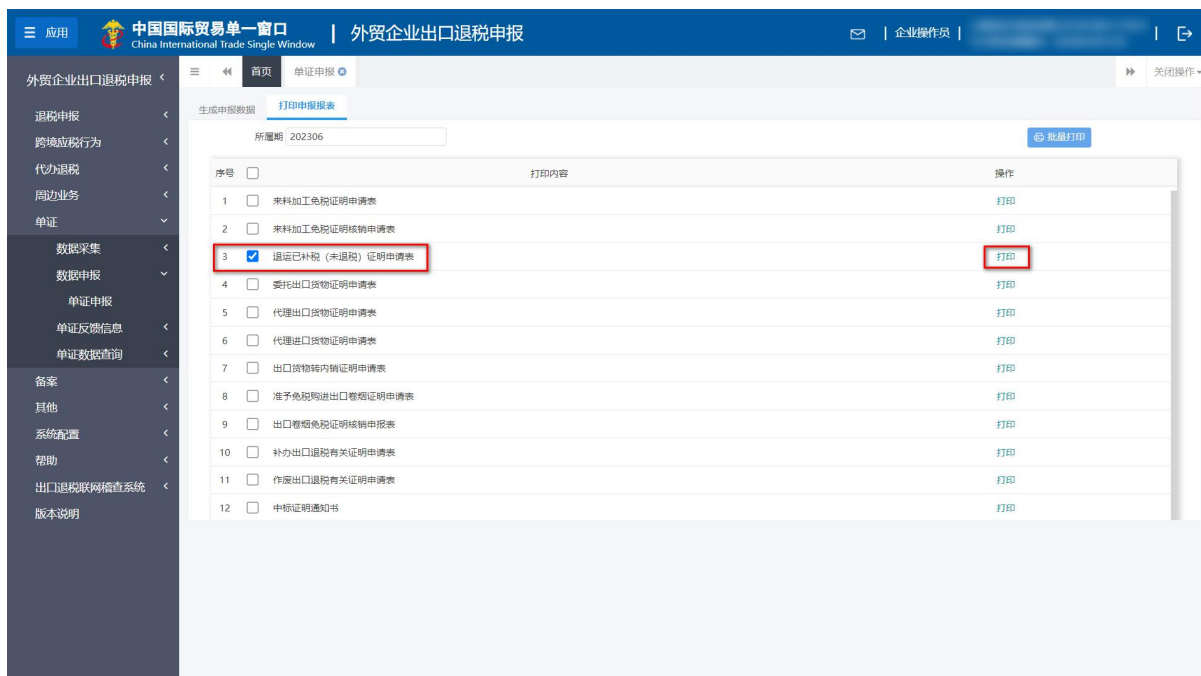 应用 中国国际贸易单一窗口 | 外贸企业出口退税申报 | 企业操作员 | |
China International Trade Single Window
外贸企业出口退税申报
首页 单证申报 关闭操作
生成申报数据 打印申报报表
退税申报
所属期 202306 批量打印
跨境应税行为
代办退税
序号 打印内容 操作
周边业务
1 来料加工免税证明申请表 打印
单证
2 来料加工免税证明核销申请表 打印
数据采集
3 退运已补税（未退税）证明申请表 打印
数据申报
4 委托出口货物证明申请表 打印
单证申报
5 代理出口货物证明申请表 打印
单证反馈信息
6 代理进口货物证明申请表 打印
单证数据查询
7 出口货物转内销证明申请表 打印
备案
8 准予免税购进出口卷烟证明申请表 打印
其他
9 出口卷烟免税证明核销申报表 打印
系统配置
10 补办出口退税有关证明申请表 打印
帮助
11 作废出口退税有关证明申请表 打印
出口退税联网稽查系统
12 中标证明通知书 打印
版本说明